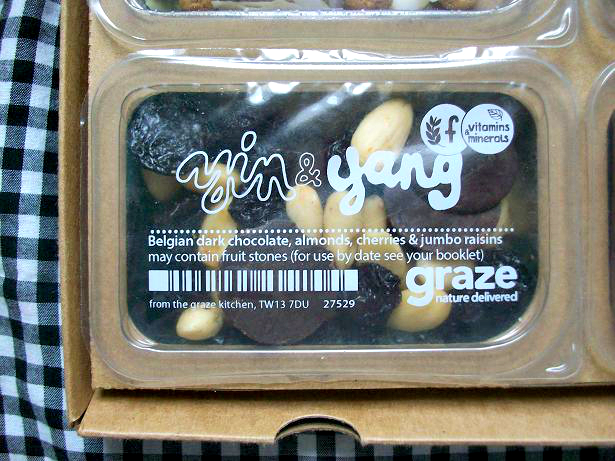 f
vitamins
& minerals
yin & yang
Belgian dark chocolate, almonds, cherries & jumbo raisins
may contain fruit stones (for use by date see your booklet)
graze
nature delivered
from the graze kitchen, TW13 7DU 27529